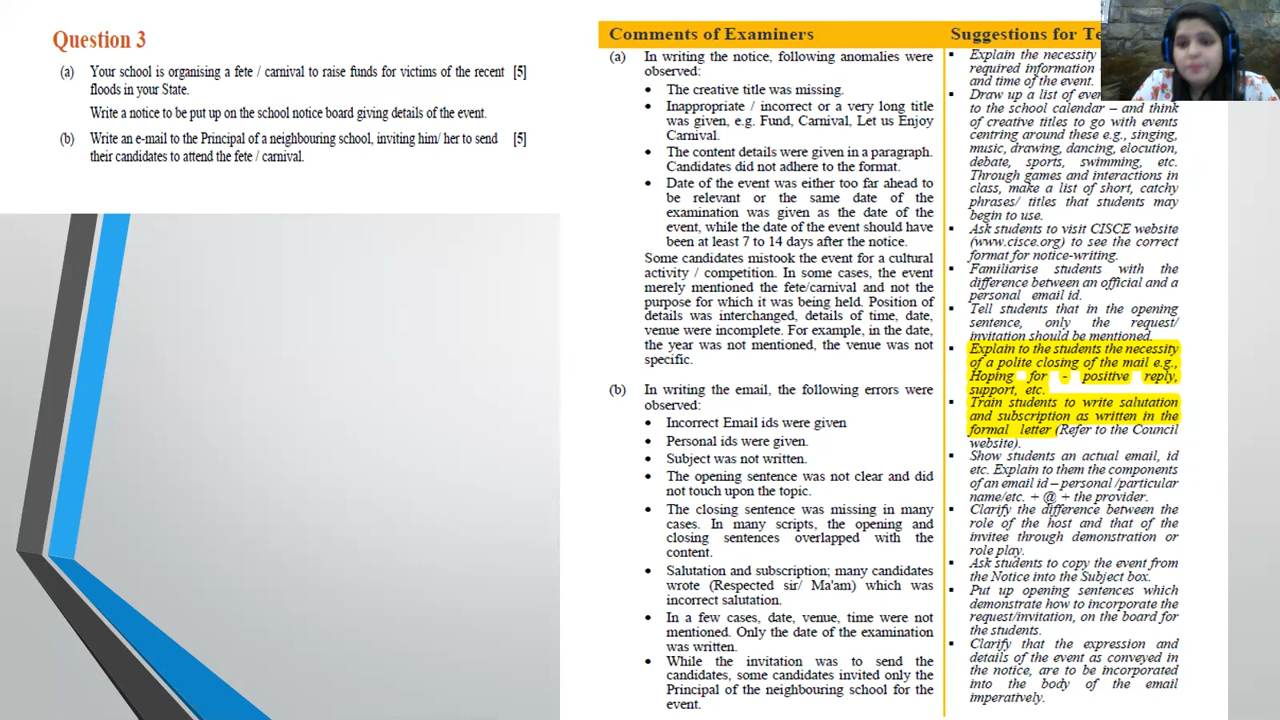 Question 3
(a) Your school is organising a fete / carnival to raise funds for victims of the recent [5]
floods in your State.
Write a notice to be put up on the school notice board giving details of the event.
(b) Write an e-mail to the Principal of a neighbouring school, inviting him/ her to send [5]
their candidates to attend the fete / carnival.
Comments of Examiners
(a) In writing the notice, following anomalies were
observed:
• The creative title was missing.
• Inappropriate / incorrect or a very long title
was given, e.g. Fund, Carnival, Let us Enjoy
Carnival.
• The content details were given in a paragraph.
Candidates did not adhere to the format.
• Date of the event was either too far ahead to
be relevant or the same date of the
examination was given as the date of the
event, while the date of the event should have
been at least 7 to 14 days after the notice.
Some candidates mistook the event for a cultural
activity / competition. In some cases, the event
merely mentioned the fete/carnival and not the
purpose for which it was being held. Position of
details was interchanged, details of time, date,
venue were incomplete. For example, in the date,
the year was not mentioned, the venue was not
specific.
(b) In writing the email, the following errors were
observed:
• Incorrect Email ids were given
• Personal ids were given.
• Subject was not written.
• The opening sentence was not clear and did
not touch upon the topic.
• The closing sentence was missing in many
cases. In many scripts, the opening and
closing sentences overlapped with the
content.
• Salutation and subscription; many candidates
wrote (Respected sir/ Ma'am) which was
incorrect salutation.
• In a few cases, date, venue, time were not
mentioned. Only the date of the examination
was written.
• While the invitation was to send the
candidates, some candidates invited only the
Principal of the neighbouring school for the
event.
Suggestions for
▪ Explain the necessity
required information
and time of the event.
▪ Draw up a list of
to the school calendar – and think
of creative titles to go with events
centring around these e.g., singing,
music, drawing, dancing, elocution,
debate, sports, swimming, etc.
Through games and interactions in
class, make a list of short, catchy
phrases/ titles that students may
begin to use.
▪ Ask students to visit CISCE website
(www.cisce.org) to see the correct
format for notice-writing.
▪ Familiarise students with the
difference between an official and a
personal email id.
▪ Tell students that in the opening
sentence, only the request/
invitation should be mentioned.
▪ Explain to the students the necessity
of a polite closing of the mail e.g.,
Hoping for - positive reply,
support, etc.
▪ Train students to write salutation
and subscription as written in the
formal letter (Refer to the Council
website).
▪ Show students an actual email, id
etc. Explain to them the components
of an email id – personal /particular
name/etc. + @ + the provider.
▪ Clarify the difference between the
role of the host and that of the
invitee through demonstration or
role play.
▪ Ask students to copy the event from
the Notice into the Subject box.
▪ Put up opening sentences which
demonstrate how to incorporate the
request/invitation, on the board for
the students.
▪ Clarify that the expression and
details of the event as conveyed in
the notice, are to be incorporated
into the body of the email
imperatively.